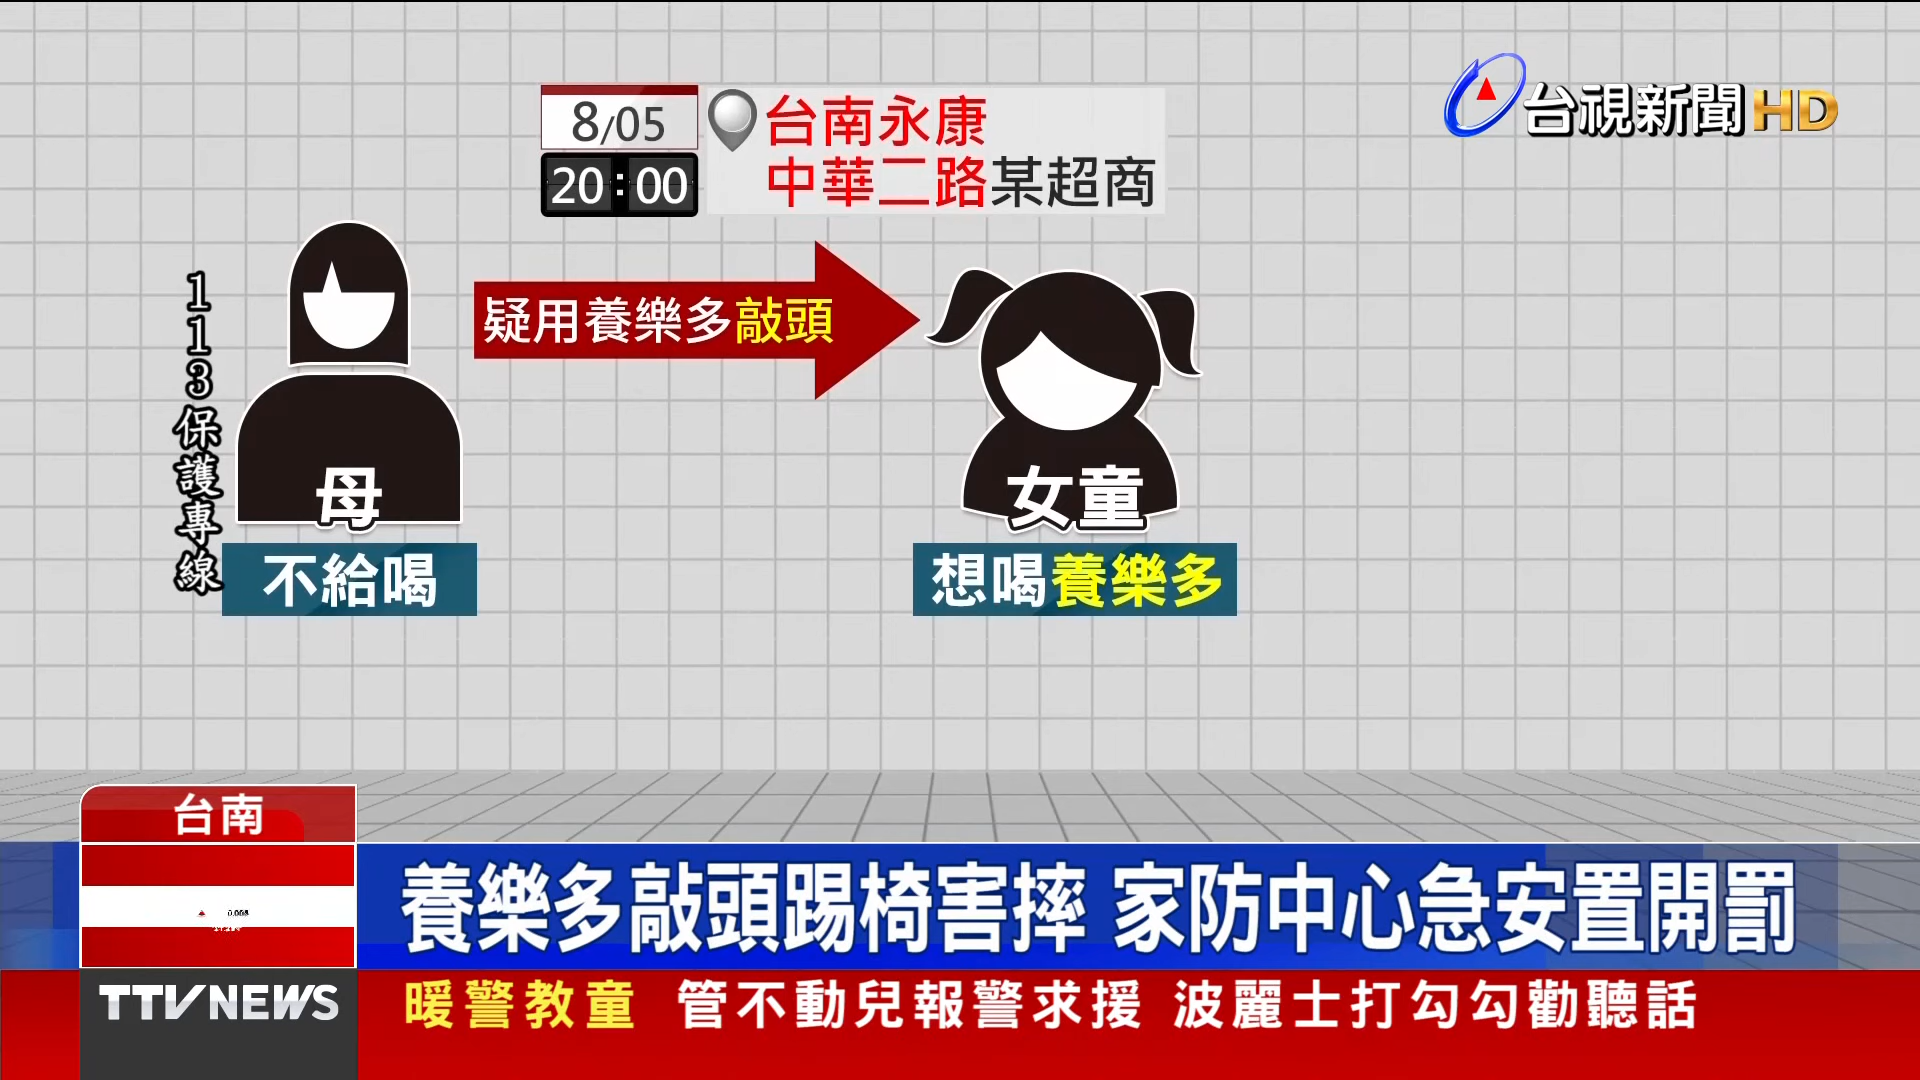 8/05
20:00
台南永康
中華二路某超商
台視新聞HD
113保護專線
疑用養樂多敲頭
母
女童
不給喝
想喝養樂多
台南
養樂多敲頭踢椅害摔 家防中心急安置開罰
TTV NEWS
暖警教童 管不動兒報警求援 波麗士打勾勾勸聽話